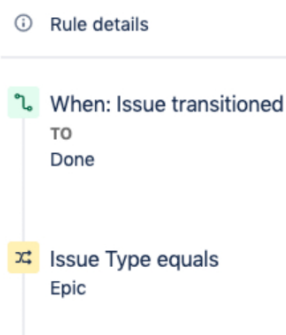 Rule details
When: Issue transitioned
TO
Done
Issue Type equals
Epic